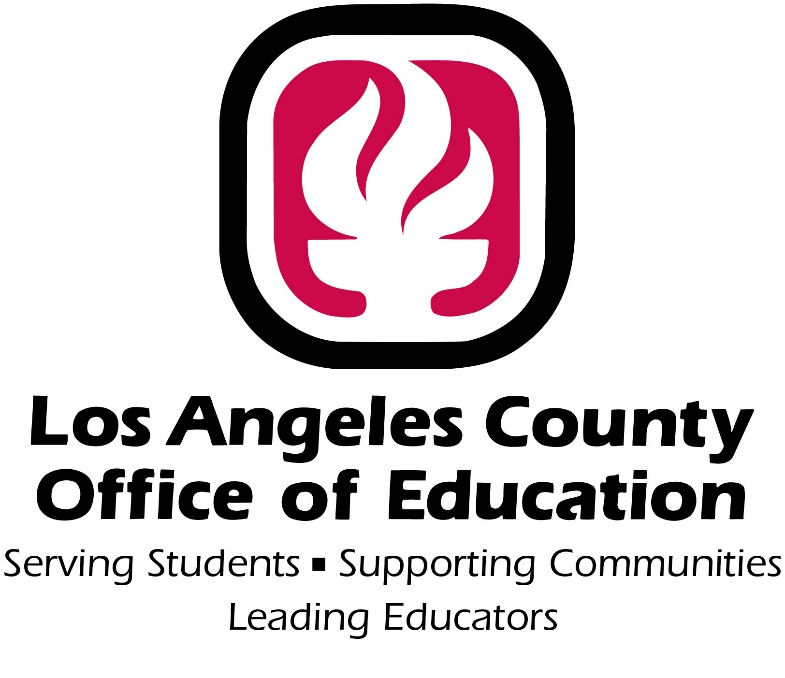 Los Angeles County
Office of Education
Serving Students ▪ Supporting Communities
Leading Educators